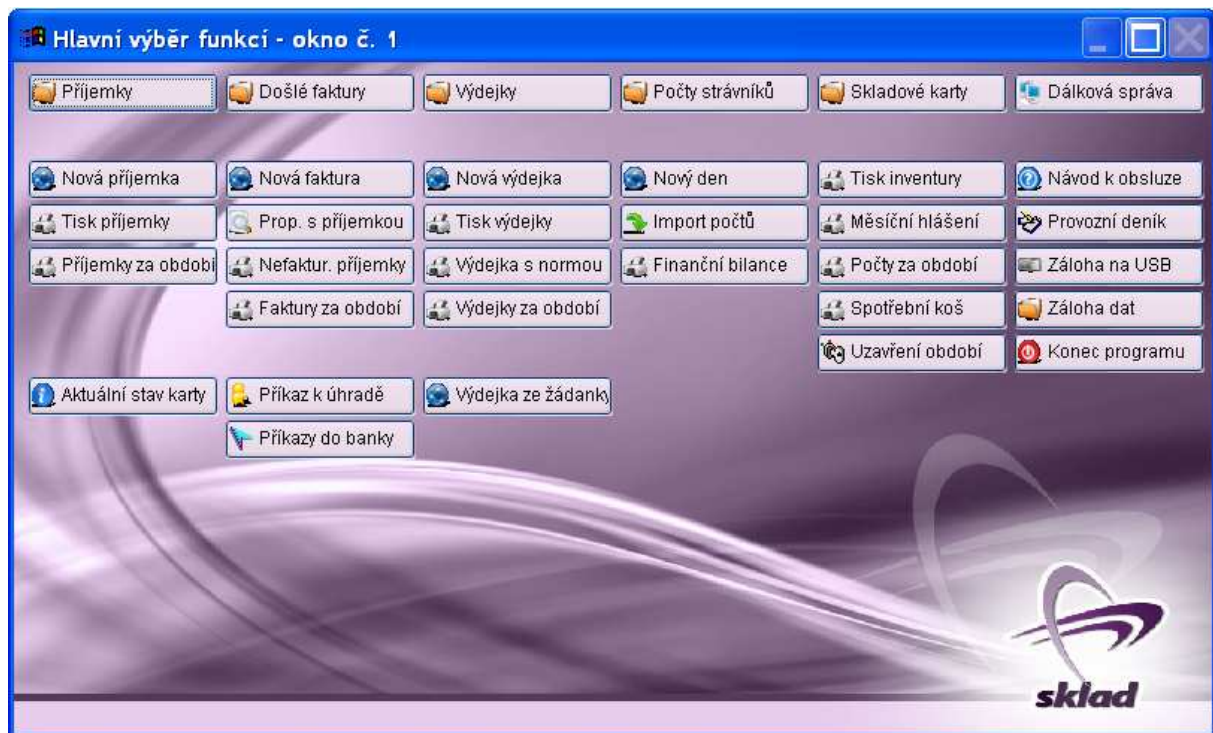 Hlavní výběr funkcí - okno č. 1
Příjemky
Došlé faktury
Výdejky
Počty strávníků
Skladové karty
Dálková správa
Nová příjemka
Nová faktura
Nová výdejka
Nový den
Tisk inventury
Návod k obsluze
Tisk příjemky
Prop. s příjemkou
Tisk výdejky
Import počtů
Měsíční hlášení
Provozní deník
Příjemky za obdobi
Nefaktur. příjemky
Výdejka s normou
Finanční bilance
Počty za období
Záloha na USB
Faktury za období
Výdejky za období
Spotřební koš
Záloha dat
Uzavření období
Konec programu
Aktuální stav karty
Příkaz k úhradě
Výdejka ze žádanky
Příkazy do banky
sklad